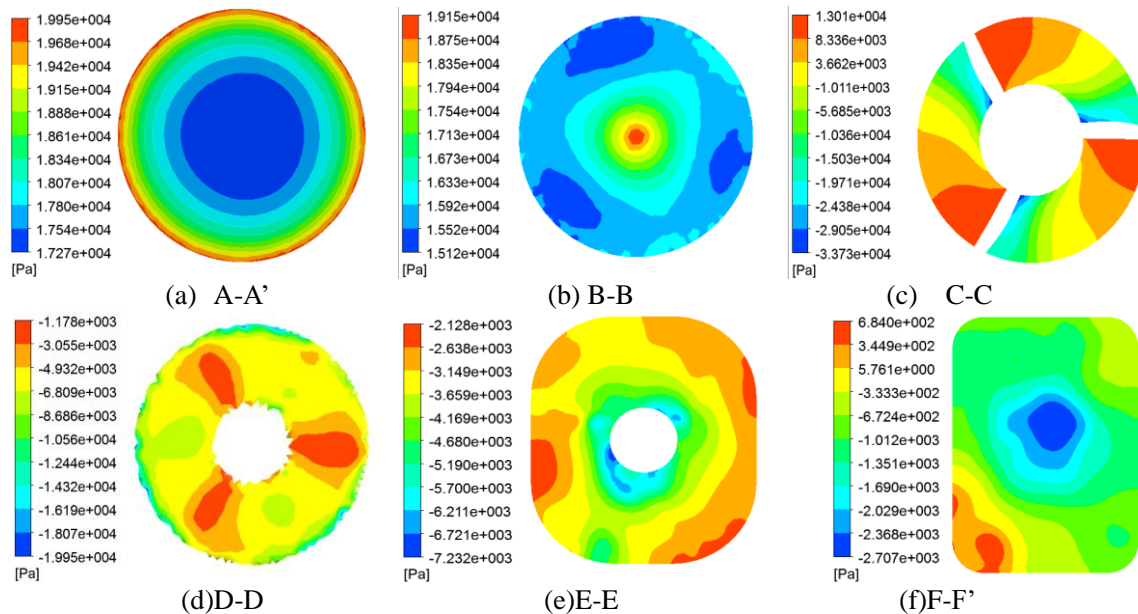 1.995e+004
1.968e+004
1.942e+004
1.915e+004
1.888e+004
1.861e+004
1.834e+004
1.807e+004
1.780e+004
1.754e+004
1.727e+004
[Pa]
(a) A-A’
1.915e+004
1.875e+004
1.835e+004
1.794e+004
1.754e+004
1.713e+004
1.673e+004
1.633e+004
1.592e+004
1.552e+004
1.512e+004
[Pa]
(b) B-B
1.301e+004
8.336e+003
3.662e+003
-1.011e+003
-5.685e+003
-1.036e+004
-1.503e+004
-1.971e+004
-2.438e+004
-2.905e+004
-3.373e+004
[Pa]
(c) C-C
-1.178e+003
-3.055e+003
-4.932e+003
-6.809e+003
-8.686e+003
-1.056e+004
-1.244e+004
-1.432e+004
-1.619e+004
-1.807e+004
-1.995e+004
[Pa]
(d)D-D
-2.128e+003
-2.638e+003
-3.149e+003
-3.659e+003
-4.169e+003
-4.680e+003
-5.190e+003
-5.700e+003
-6.211e+003
-6.721e+003
-7.232e+003
[Pa]
(e)E-E
6.840e+002
3.449e+002
5.761e+000
-3.333e+002
-6.724e+002
-1.012e+003
-1.351e+003
-1.690e+003
-2.029e+003
-2.368e+003
-2.707e+003
[Pa]
(f)F-F’